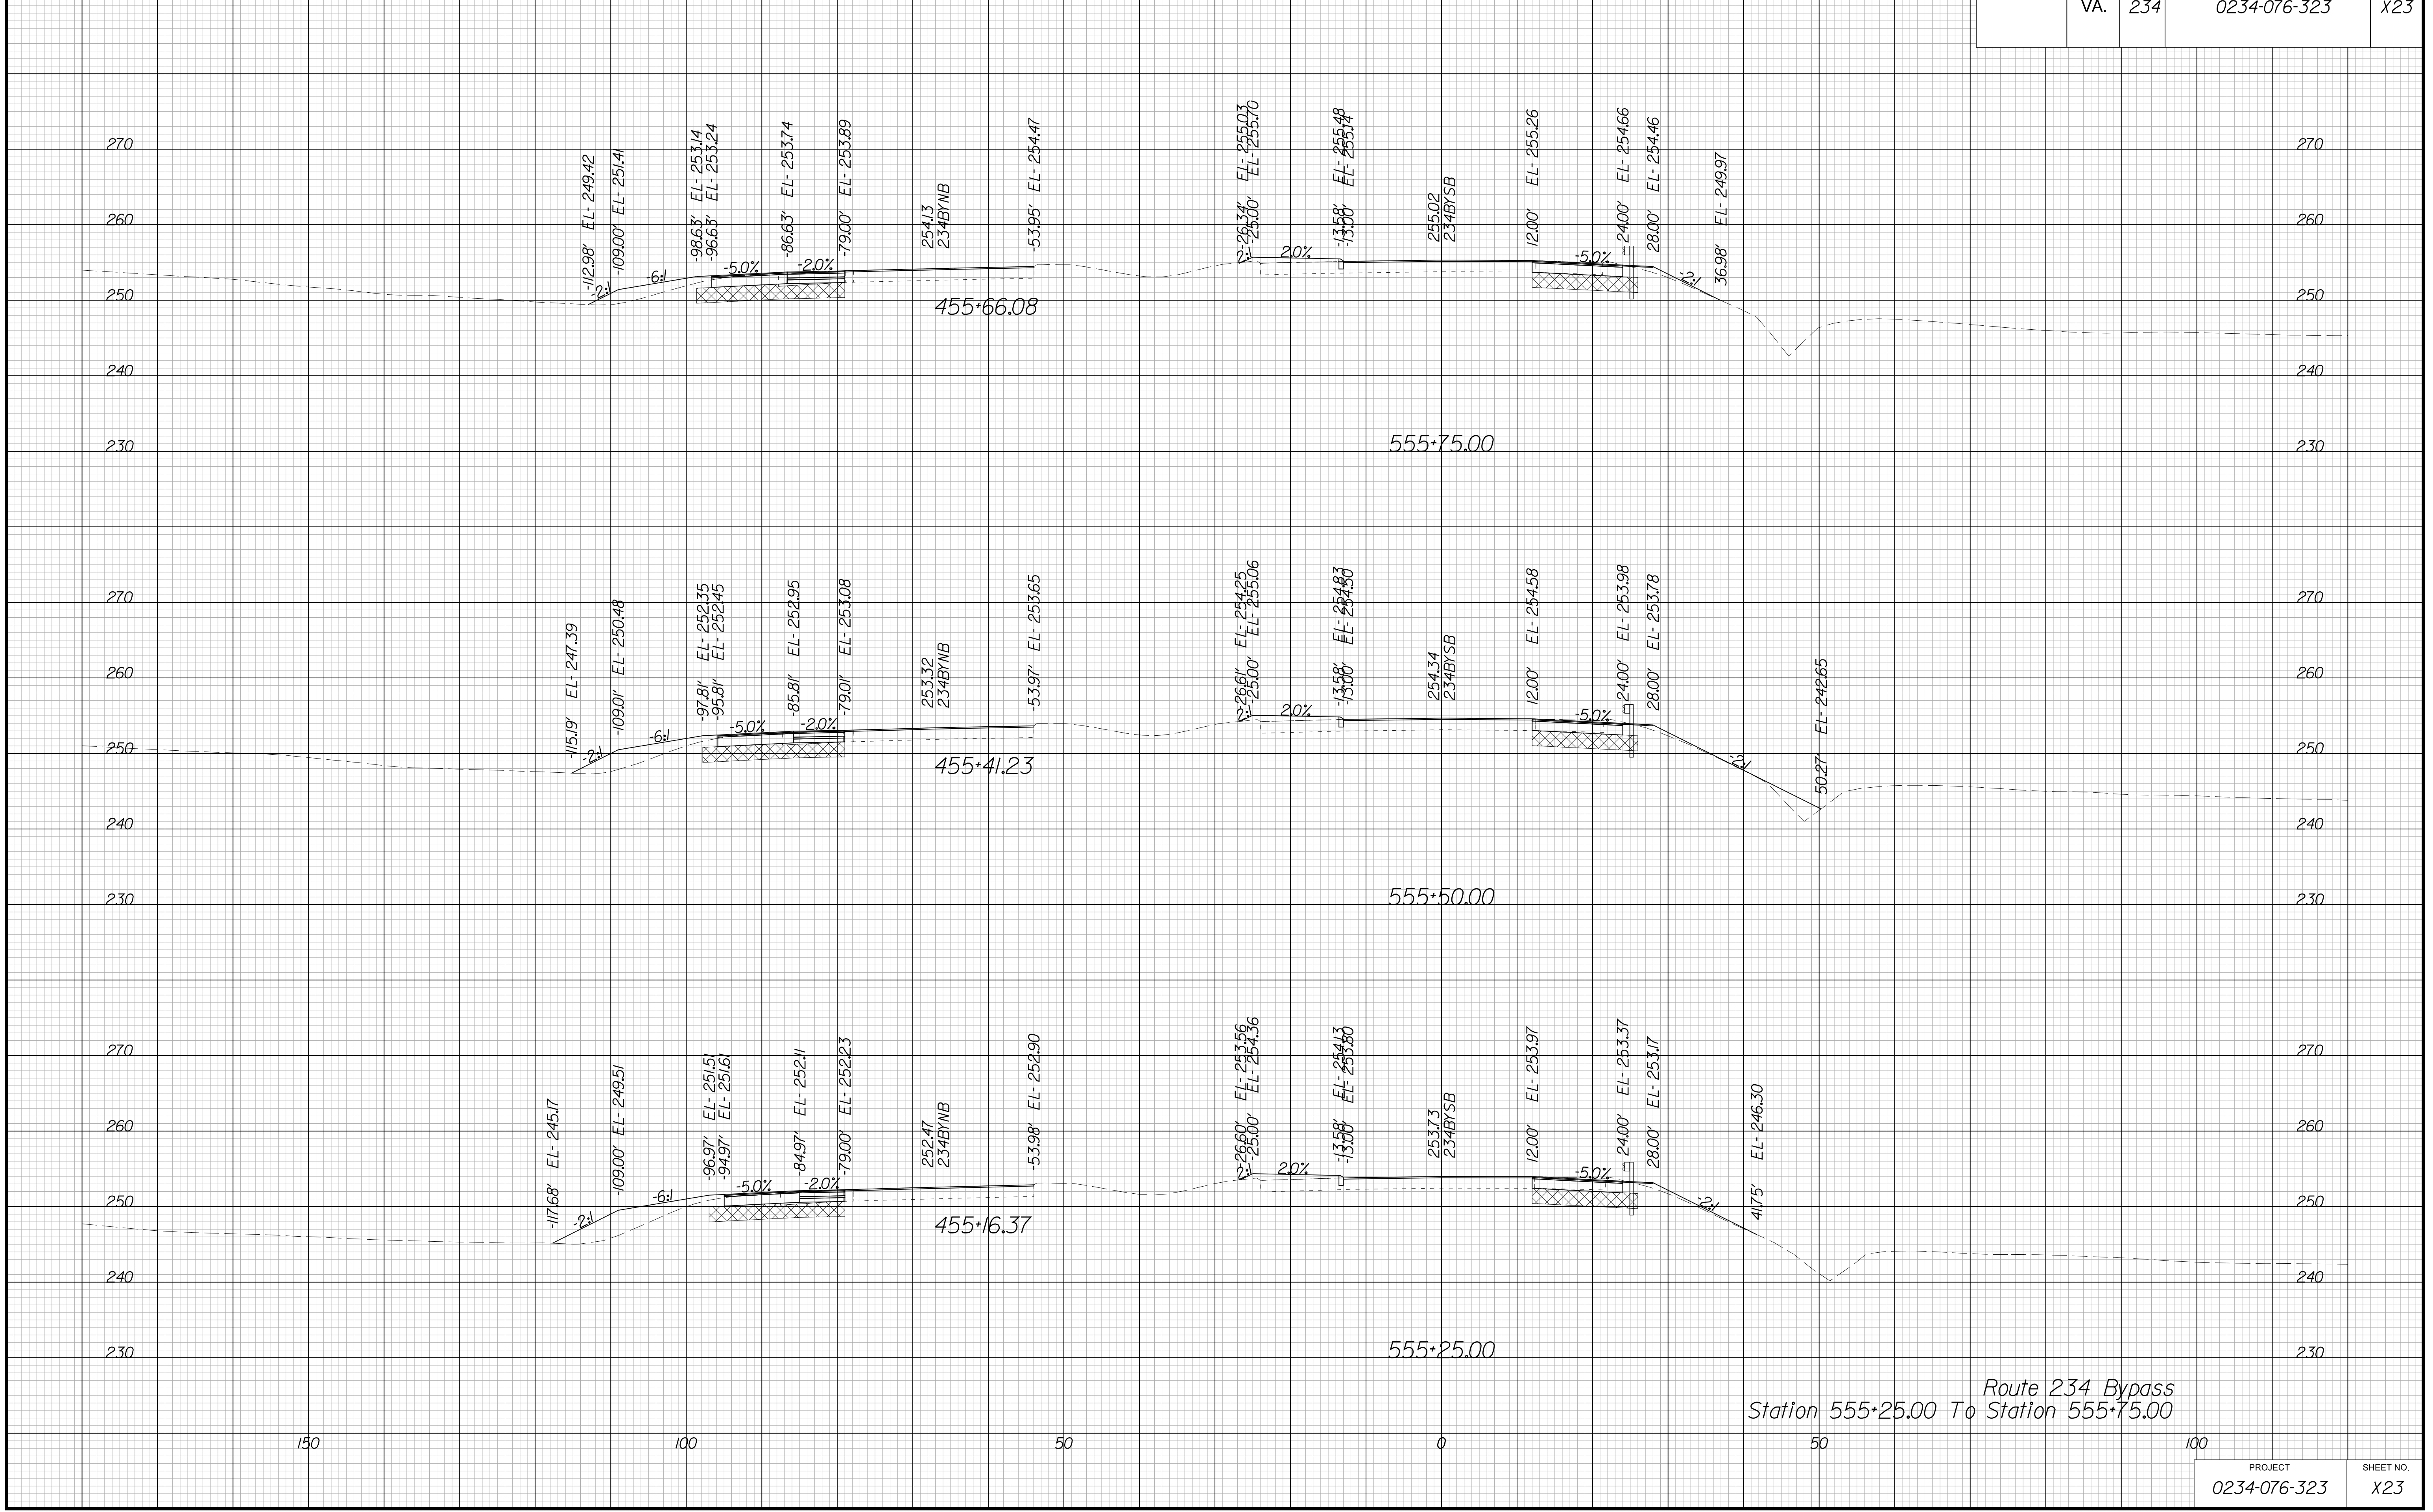 VA. 234 0234-076-323 X23
-112.98' EL- 249.42
-109.00' EL- 251.41
-98.63' EL- 253.14
-96.63' EL- 253.24
-86.63' EL- 253.74
-79.00' EL- 253.89
254.13
234BYNB
-53.95' EL- 254.47
-26.34' EL- 255.03
-25.00' EL- 255.70
-13.58' EL- 255.48
-13.00' EL- 255.14
255.02
234BYSB
12.00' EL- 255.26
24.00' EL- 254.66
28.00' EL- 254.46
36.98' EL- 249.97
270 270
260 260
-2:1 -6:1 -5.0% -2.0% 2:1 2.0% -5.0% -2:1
250 250
455+66.08
240 240
555+75.00
230 230
-115.19' EL- 247.39
-109.01' EL- 250.48
-97.81' EL- 252.35
-95.81' EL- 252.45
-85.81' EL- 252.95
-79.01' EL- 253.08
253.32
234BYNB
-53.97' EL- 253.65
-26.61' EL- 254.25
-25.00' EL- 255.06
-13.58' EL- 254.83
-13.00' EL- 254.50
254.34
234BYSB
12.00' EL- 254.58
24.00' EL- 253.98
28.00' EL- 253.78
50.27' EL- 242.65
270 270
260 260
-2:1 -6:1 -5.0% -2.0% 2:1 2.0% -5.0% -2:1
250 250
455+41.23
240 240
555+50.00
230 230
-117.68' EL- 245.17
-109.00' EL- 249.51
-96.97' EL- 251.51
-94.97' EL- 251.61
-84.97' EL- 252.11
-79.00' EL- 252.23
252.47
234BYNB
-53.98' EL- 252.90
-26.60' EL- 253.56
-25.00' EL- 254.36
-13.58' EL- 254.13
-13.00' EL- 253.80
253.73
234BYSB
12.00' EL- 253.97
24.00' EL- 253.37
28.00' EL- 253.17
41.75' EL- 246.30
270 270
260 260
-2:1 -6:1 -5.0% -2.0% 2:1 2.0% -5.0% -2:1
250 250
455+16.37
240 240
555+25.00
230 230
Route 234 Bypass
Station 555+25.00 To Station 555+75.00
150 100 50 0 50 100
PROJECT SHEET NO.
0234-076-323 X23